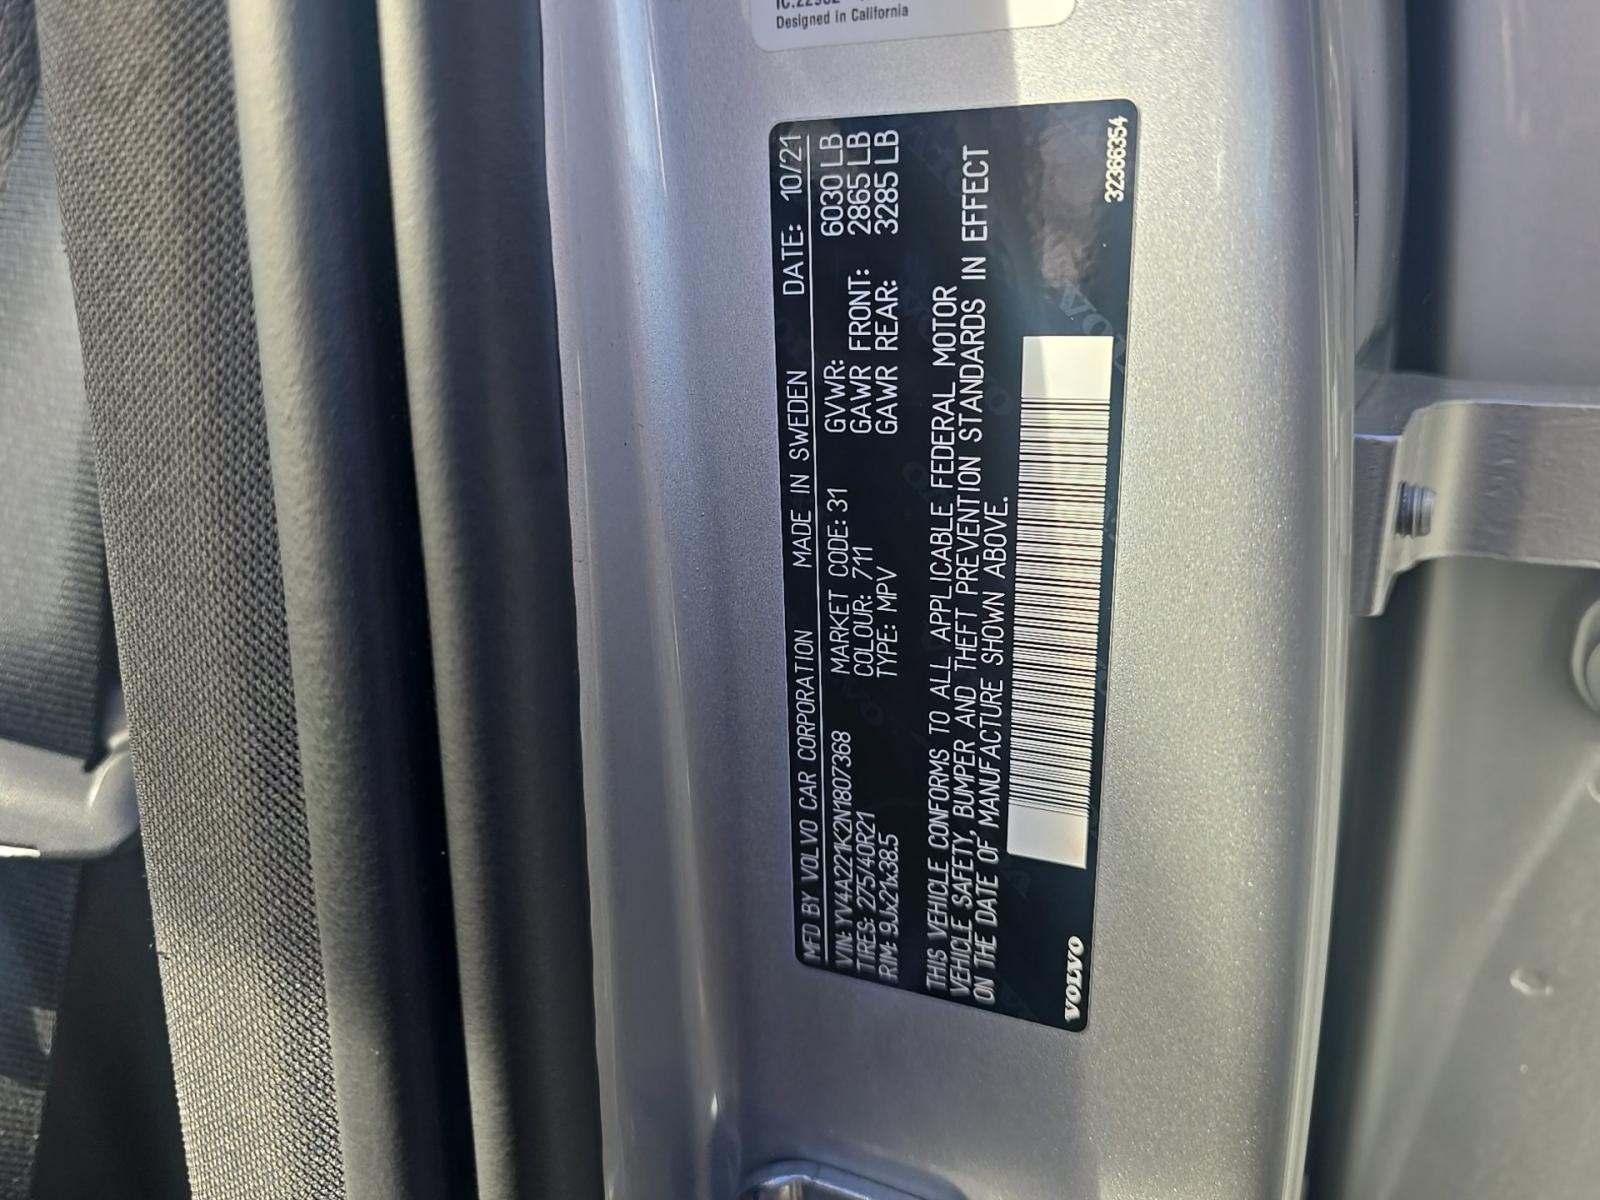 Designed in California
MFD BY VOLVO CAR CORPORATION MADE IN SWEDEN DATE: 10/21
VIN: YV4A221K2N1807368 MARKET CODE: 31 GVWR: 6030 LB
TIRES: 275/40R21 COLOUR: 711 GAWR FRONT: 2865 LB
RIM: 9Jx21x38.5 TYPE: MPV GAWR REAR: 3285 LB
THIS VEHICLE CONFORMS TO ALL APPLICABLE FEDERAL MOTOR
VEHICLE SAFETY, BUMPER AND THEFT PREVENTION STANDARDS IN EFFECT
ON THE DATE OF MANUFACTURE SHOWN ABOVE.
VOLVO 32366354